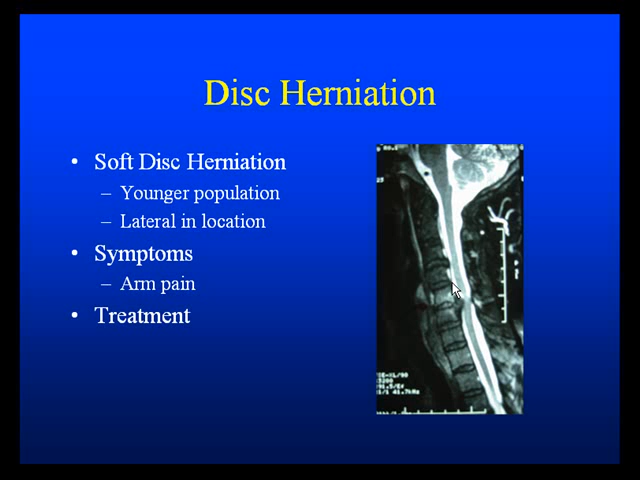 Disc Herniation
• Soft Disc Herniation
– Younger population
– Lateral in location
• Symptoms
– Arm pain
• Treatment